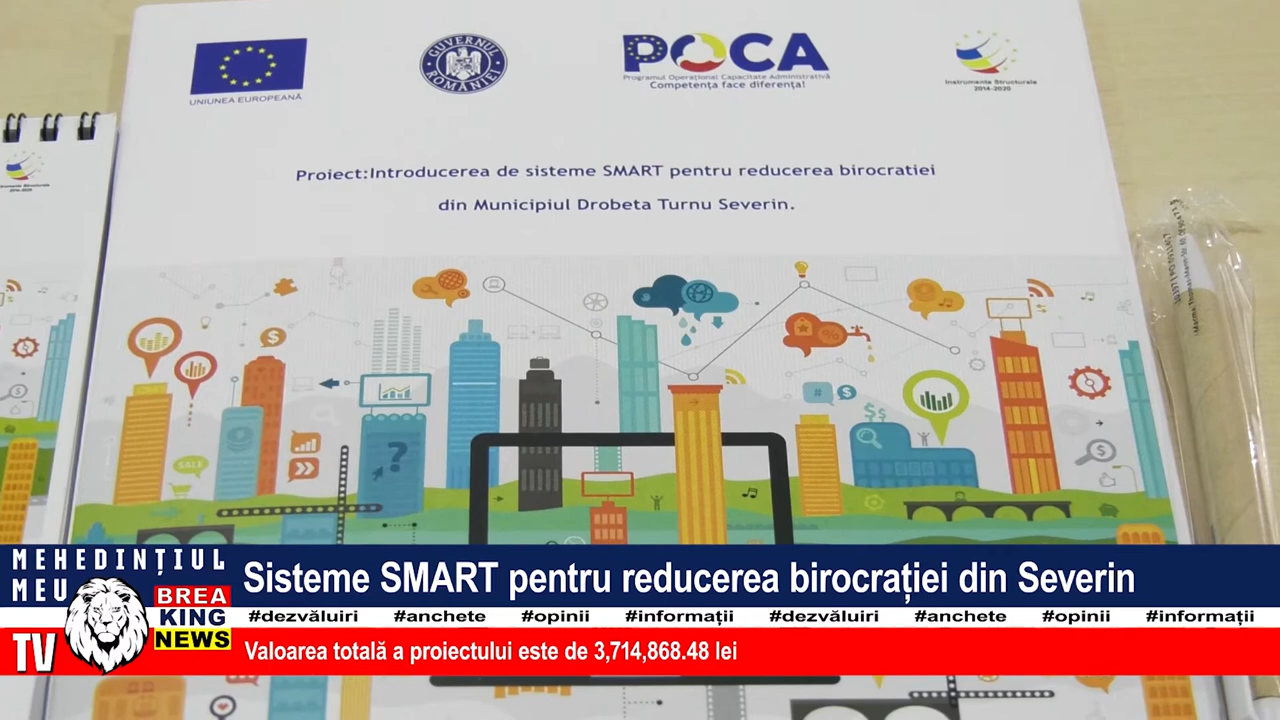 UNIUNEA EUROPEANĂ
GUVERNUL ROMÂNIEI
POCA
Programul Operațional Capacitate Administrativă
Competența face diferența!
Instrumente Structurale
2014-2020
Proiect:Introducerea de sisteme SMART pentru reducerea birocratiei
din Municipiul Drobeta Turnu Severin.
SALE
MEHEDINȚIUL
MEU
TV
BREA
KING
NEWS
Sisteme SMART pentru reducerea birocrației din Severin
#dezvăluiri #anchete #opinii #informații #dezvăluiri #anchete #opinii #informații
Valoarea totală a proiectului este de 3,714,868.48 lei